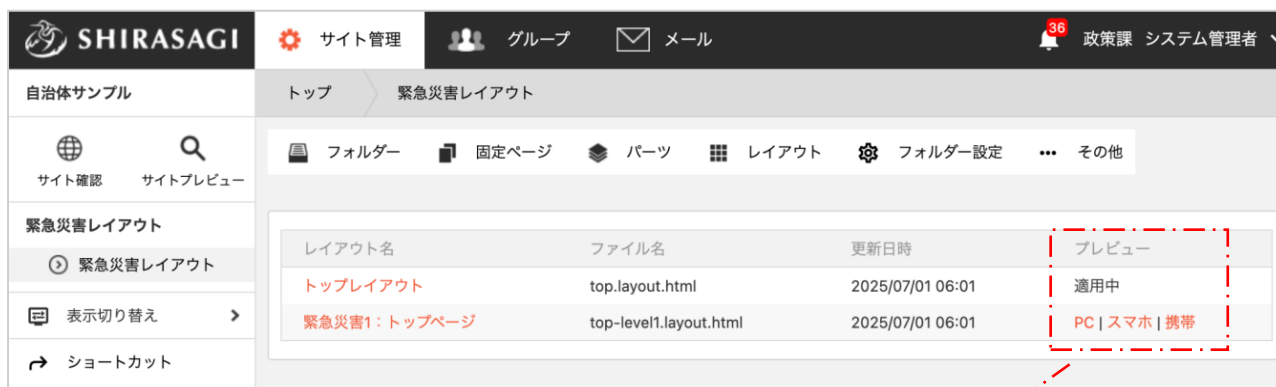 SHIRASAGI サイト管理 グループ メール 36 政策課 システム管理者
自治体サンプル トップ 緊急災害レイアウト
サイト確認 サイトプレビュー フォルダー 固定ページ パーツ レイアウト フォルダー設定 その他
緊急災害レイアウト
緊急災害レイアウト
表示切り替え
ショートカット
レイアウト名 ファイル名 更新日時 プレビュー
トップレイアウト top.layout.html 2025/07/01 06:01 適用中
緊急災害1：トップページ top-level1.layout.html 2025/07/01 06:01 PC | スマホ | 携帯